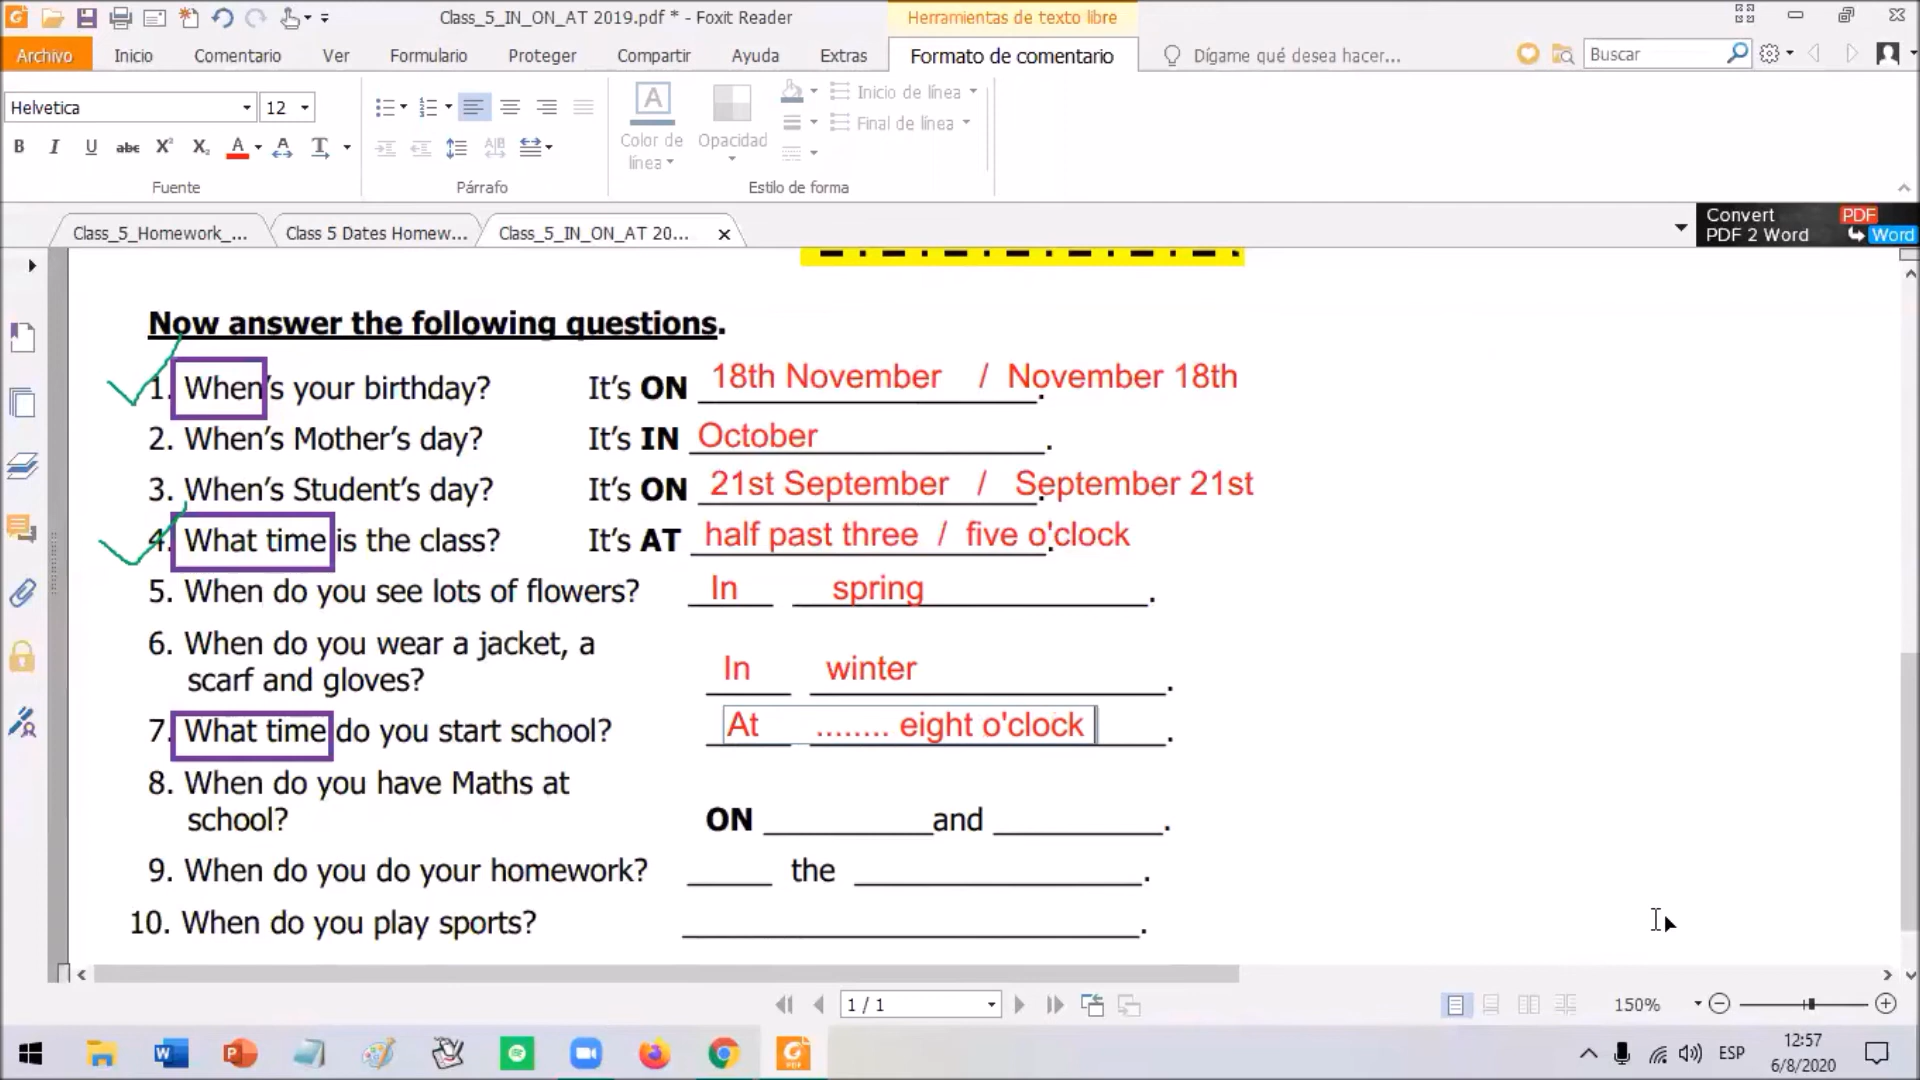 Class_5_IN_ON_AT 2019.pdf * - Foxit Reader
Herramientas de texto libre
Archivo Inicio Comentario Ver Formulario Proteger Compartir Ayuda Extras Formato de comentario Dígame qué desea hacer... Buscar
Helvetica 12
Inicio de línea
Final de línea
Color de línea
Opacidad
Fuente Párrafo Estilo de forma
Class_5_Homework_... Class 5 Dates Homew... Class_5_IN_ON_AT 20...
Convert PDF
PDF 2 Word Word
Now answer the following questions.
1. When's your birthday? It's ON 18th November / November 18th.
2. When's Mother's day? It's IN October.
3. When's Student's day? It's ON 21st September / September 21st.
4. What time is the class? It's AT half past three / five o'clock.
5. When do you see lots of flowers? In spring.
6. When do you wear a jacket, a
scarf and gloves? In winter.
7. What time do you start school? At ........ eight o'clock.
8. When do you have Maths at
school? ON __________and __________.
9. When do you do your homework? _____ the _________________.
10. When do you play sports? ___________________________.
1 / 1
150%
ESP
12:57
6/8/2020